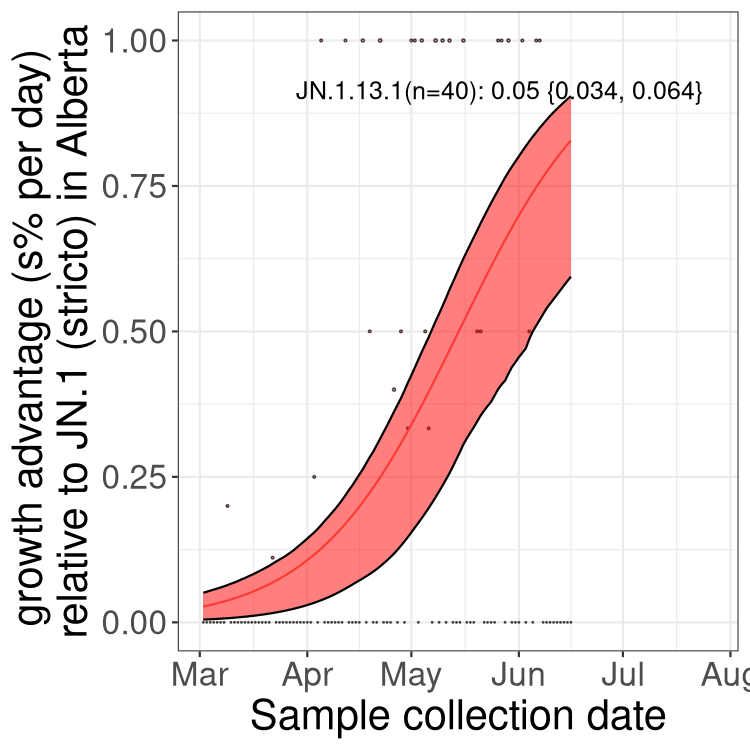 growth advantage (s% per day)
relative to JN.1 (stricto) in Alberta
1.00
0.75
0.50
0.25
0.00
JN.1.13.1(n=40): 0.05 {0.034, 0.064}
Mar Apr May Jun Jul Aug
Sample collection date